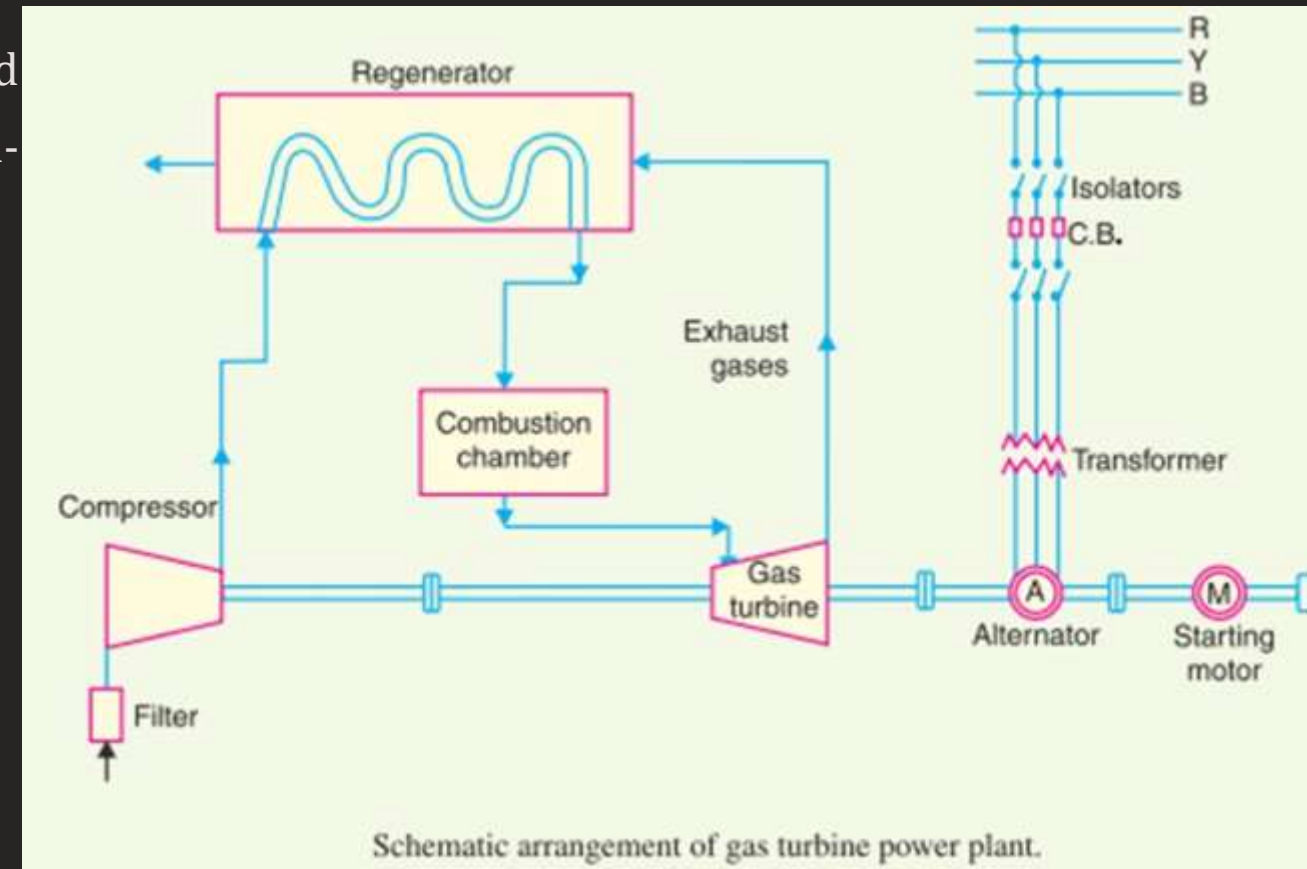 d
Regenerator
R
Y
B
Isolators
C.B.
Exhaust
gases
Combustion
chamber
Transformer
Compressor
Gas
turbine
A
M
Alternator
Starting
motor
Filter
Schematic arrangement of gas turbine power plant.